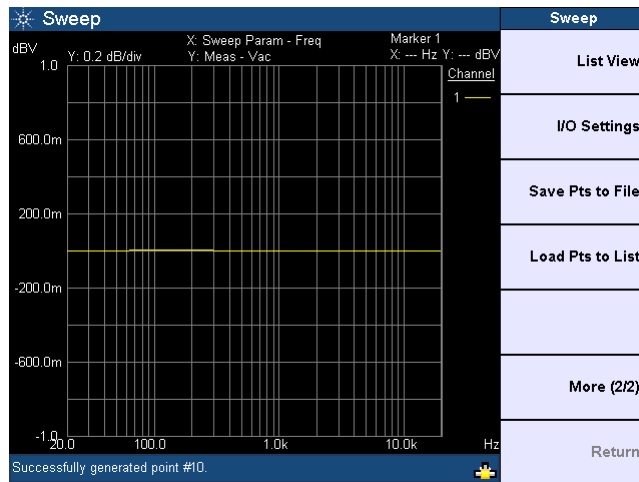 Sweep
Sweep
dBV
Y: 0.2 dB/div
X: Sweep Param - Freq
Y: Meas - Vac
Marker 1
X: --- Hz Y: --- dBV
Channel
1
1.0
600.0m
200.0m
-200.0m
-600.0m
-1.0
20.0
100.0
1.0k
10.0k
Hz
Successfully generated point #10.
List View
I/O Settings
Save Pts to File
Load Pts to List
More (2/2)
Return